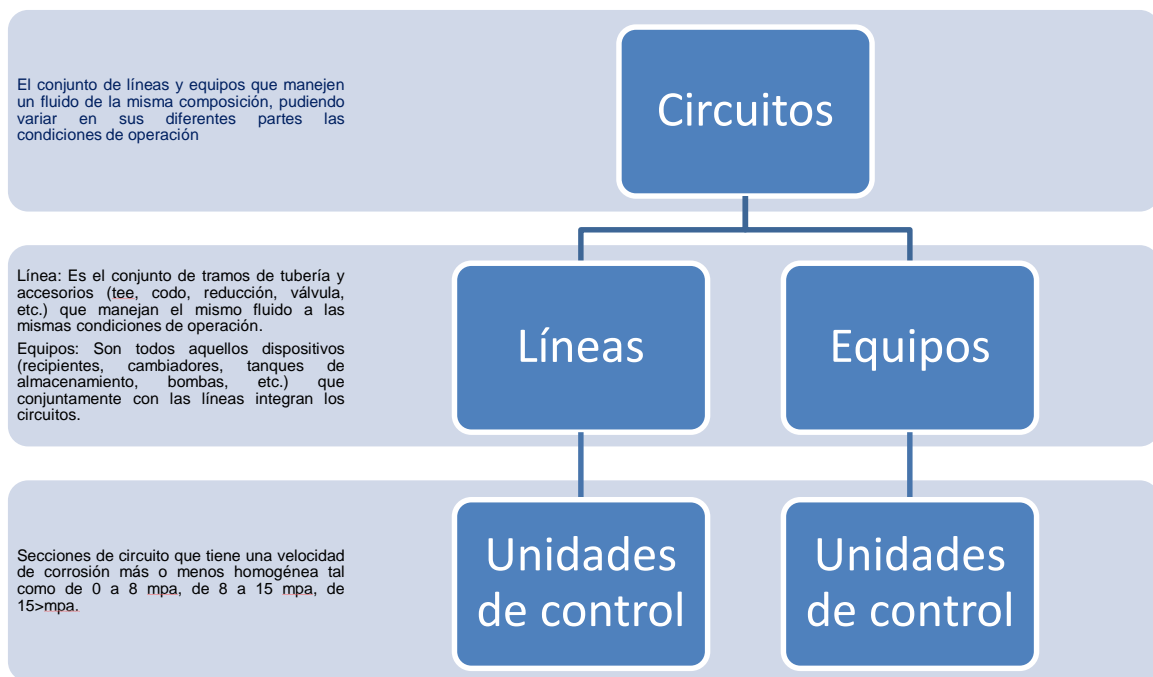 El conjunto de líneas y equipos que manejen
un fluido de la misma composición, pudiendo
variar en sus diferentes partes las
condiciones de operación
Circuitos
Línea: Es el conjunto de tramos de tubería y
accesorios (tee, codo, reducción, válvula,
etc.) que manejan el mismo fluido a las
mismas condiciones de operación.
Equipos: Son todos aquellos dispositivos
(recipientes, cambiadores, tanques de
almacenamiento, bombas, etc.) que
conjuntamente con las líneas integran los
circuitos.
Líneas
Equipos
Secciones de circuito que tiene una velocidad
de corrosión más o menos homogénea tal
como de 0 a 8 mpa, de 8 a 15 mpa, de
15>mpa.
Unidades
de control
Unidades
de control